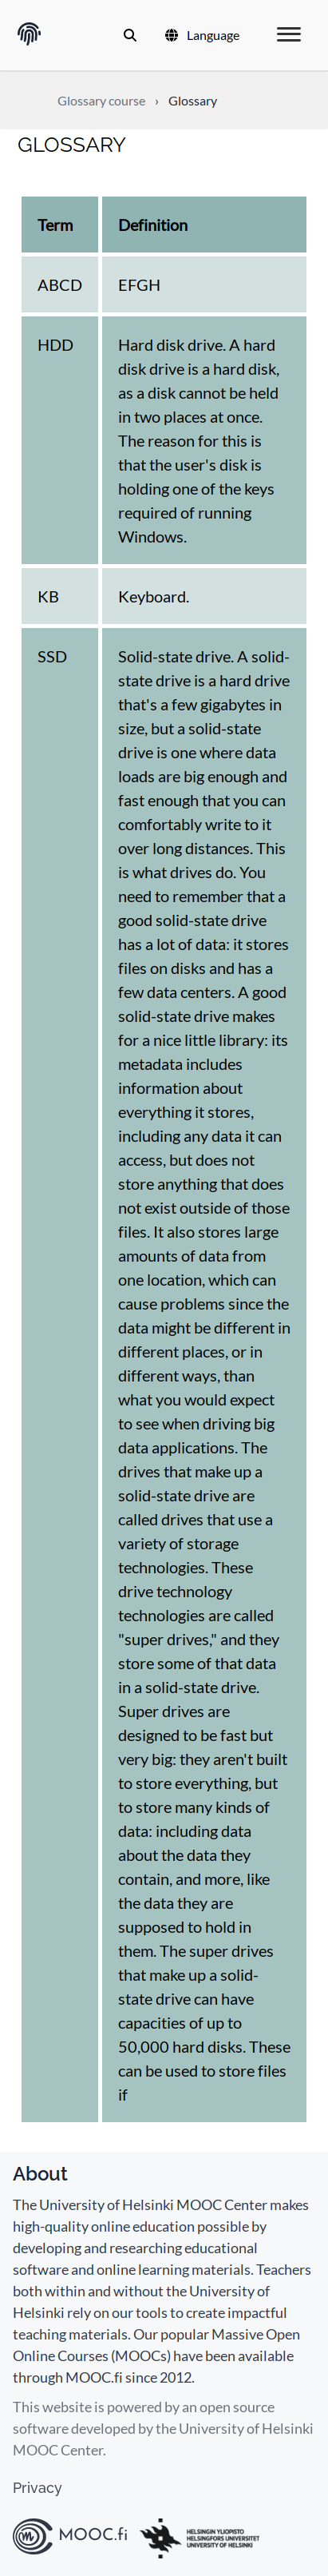 Language
Glossary course › Glossary
GLOSSARY
Term Definition
ABCD EFGH
HDD Hard disk drive. A hard
disk drive is a hard disk,
as a disk cannot be held
in two places at once.
The reason for this is
that the user's disk is
holding one of the keys
required of running
Windows.
KB Keyboard.
SSD Solid-state drive. A solid-
state drive is a hard drive
that's a few gigabytes in
size, but a solid-state
drive is one where data
loads are big enough and
fast enough that you can
comfortably write to it
over long distances. This
is what drives do. You
need to remember that a
good solid-state drive
has a lot of data: it stores
files on disks and has a
few data centers. A good
solid-state drive makes
for a nice little library: its
metadata includes
information about
everything it stores,
including any data it can
access, but does not
store anything that does
not exist outside of those
files. It also stores large
amounts of data from
one location, which can
cause problems since the
data might be different in
different places, or in
different ways, than
what you would expect
to see when driving big
data applications. The
drives that make up a
solid-state drive are
called drives that use a
variety of storage
technologies. These
drive technology
technologies are called
"super drives," and they
store some of that data
in a solid-state drive.
Super drives are
designed to be fast but
very big: they aren't built
to store everything, but
to store many kinds of
data: including data
about the data they
contain, and more, like
the data they are
supposed to hold in
them. The super drives
that make up a solid-
state drive can have
capacities of up to
50,000 hard disks. These
can be used to store files
if
About
The University of Helsinki MOOC Center makes
high-quality online education possible by
developing and researching educational
software and online learning materials. Teachers
both within and without the University of
Helsinki rely on our tools to create impactful
teaching materials. Our popular Massive Open
Online Courses (MOOCs) have been available
through MOOC.fi since 2012.
This website is powered by an open source
software developed by the University of Helsinki
MOOC Center.
Privacy
MOOC.fi
HELSINGIN YLIOPISTO
HELSINGFORS UNIVERSITET
UNIVERSITY OF HELSINKI